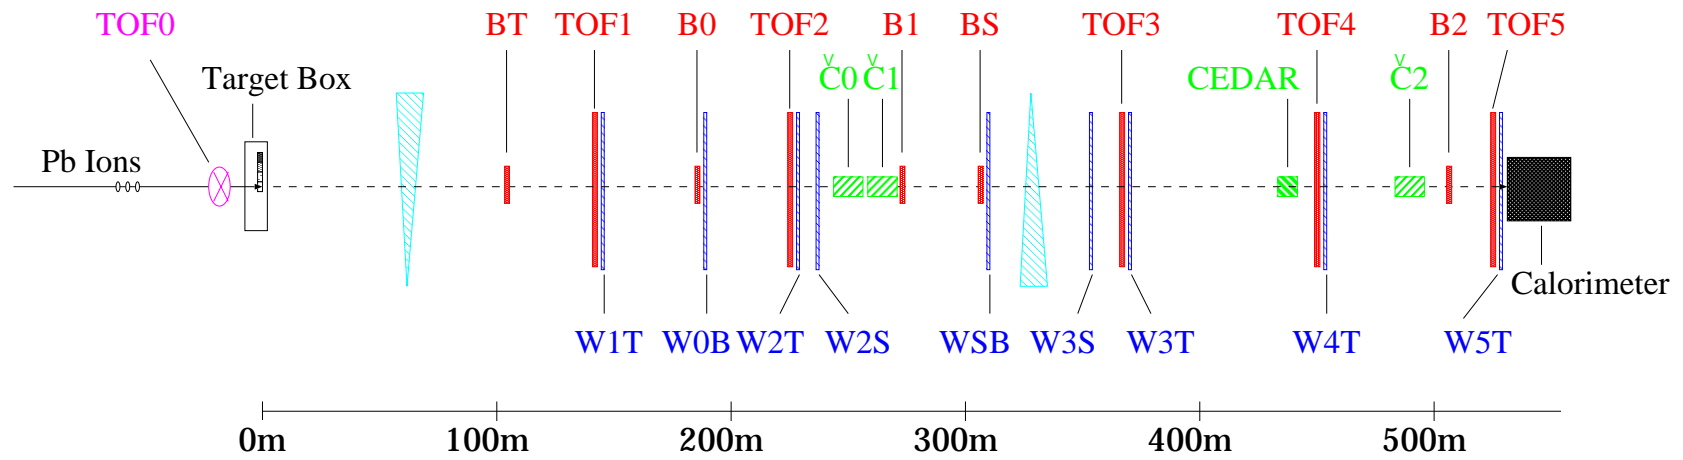 TOF0 BT TOF1 B0 TOF2 B1 BS TOF3 TOF4 B2 TOF5
Target Box Č0 Č1 CEDAR Č2
Pb Ions
Calorimeter
W1T W0B W2T W2S WSB W3S W3T W4T W5T
0m 100m 200m 300m 400m 500m